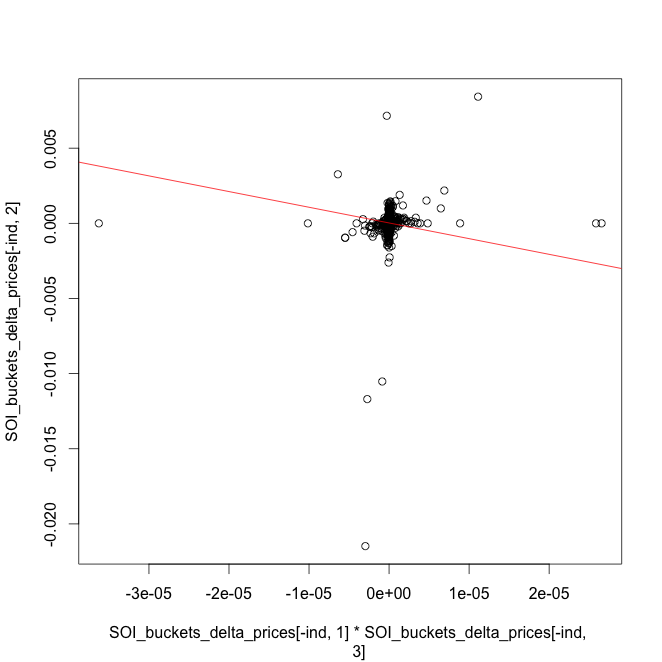 0.005
0.000
-0.005
-0.010
-0.015
-0.020
SOI_buckets_delta_prices[-ind, 2]
-3e-05 -2e-05 -1e-05 0e+00 1e-05 2e-05
SOI_buckets_delta_prices[-ind, 1] * SOI_buckets_delta_prices[-ind,
3]